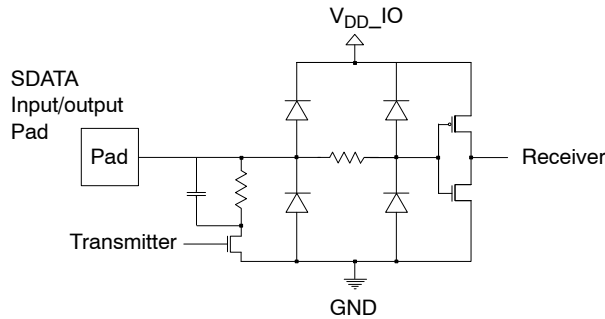 V_DD_IO
SDATA
Input/output
Pad
Pad
Receiver
Transmitter
GND